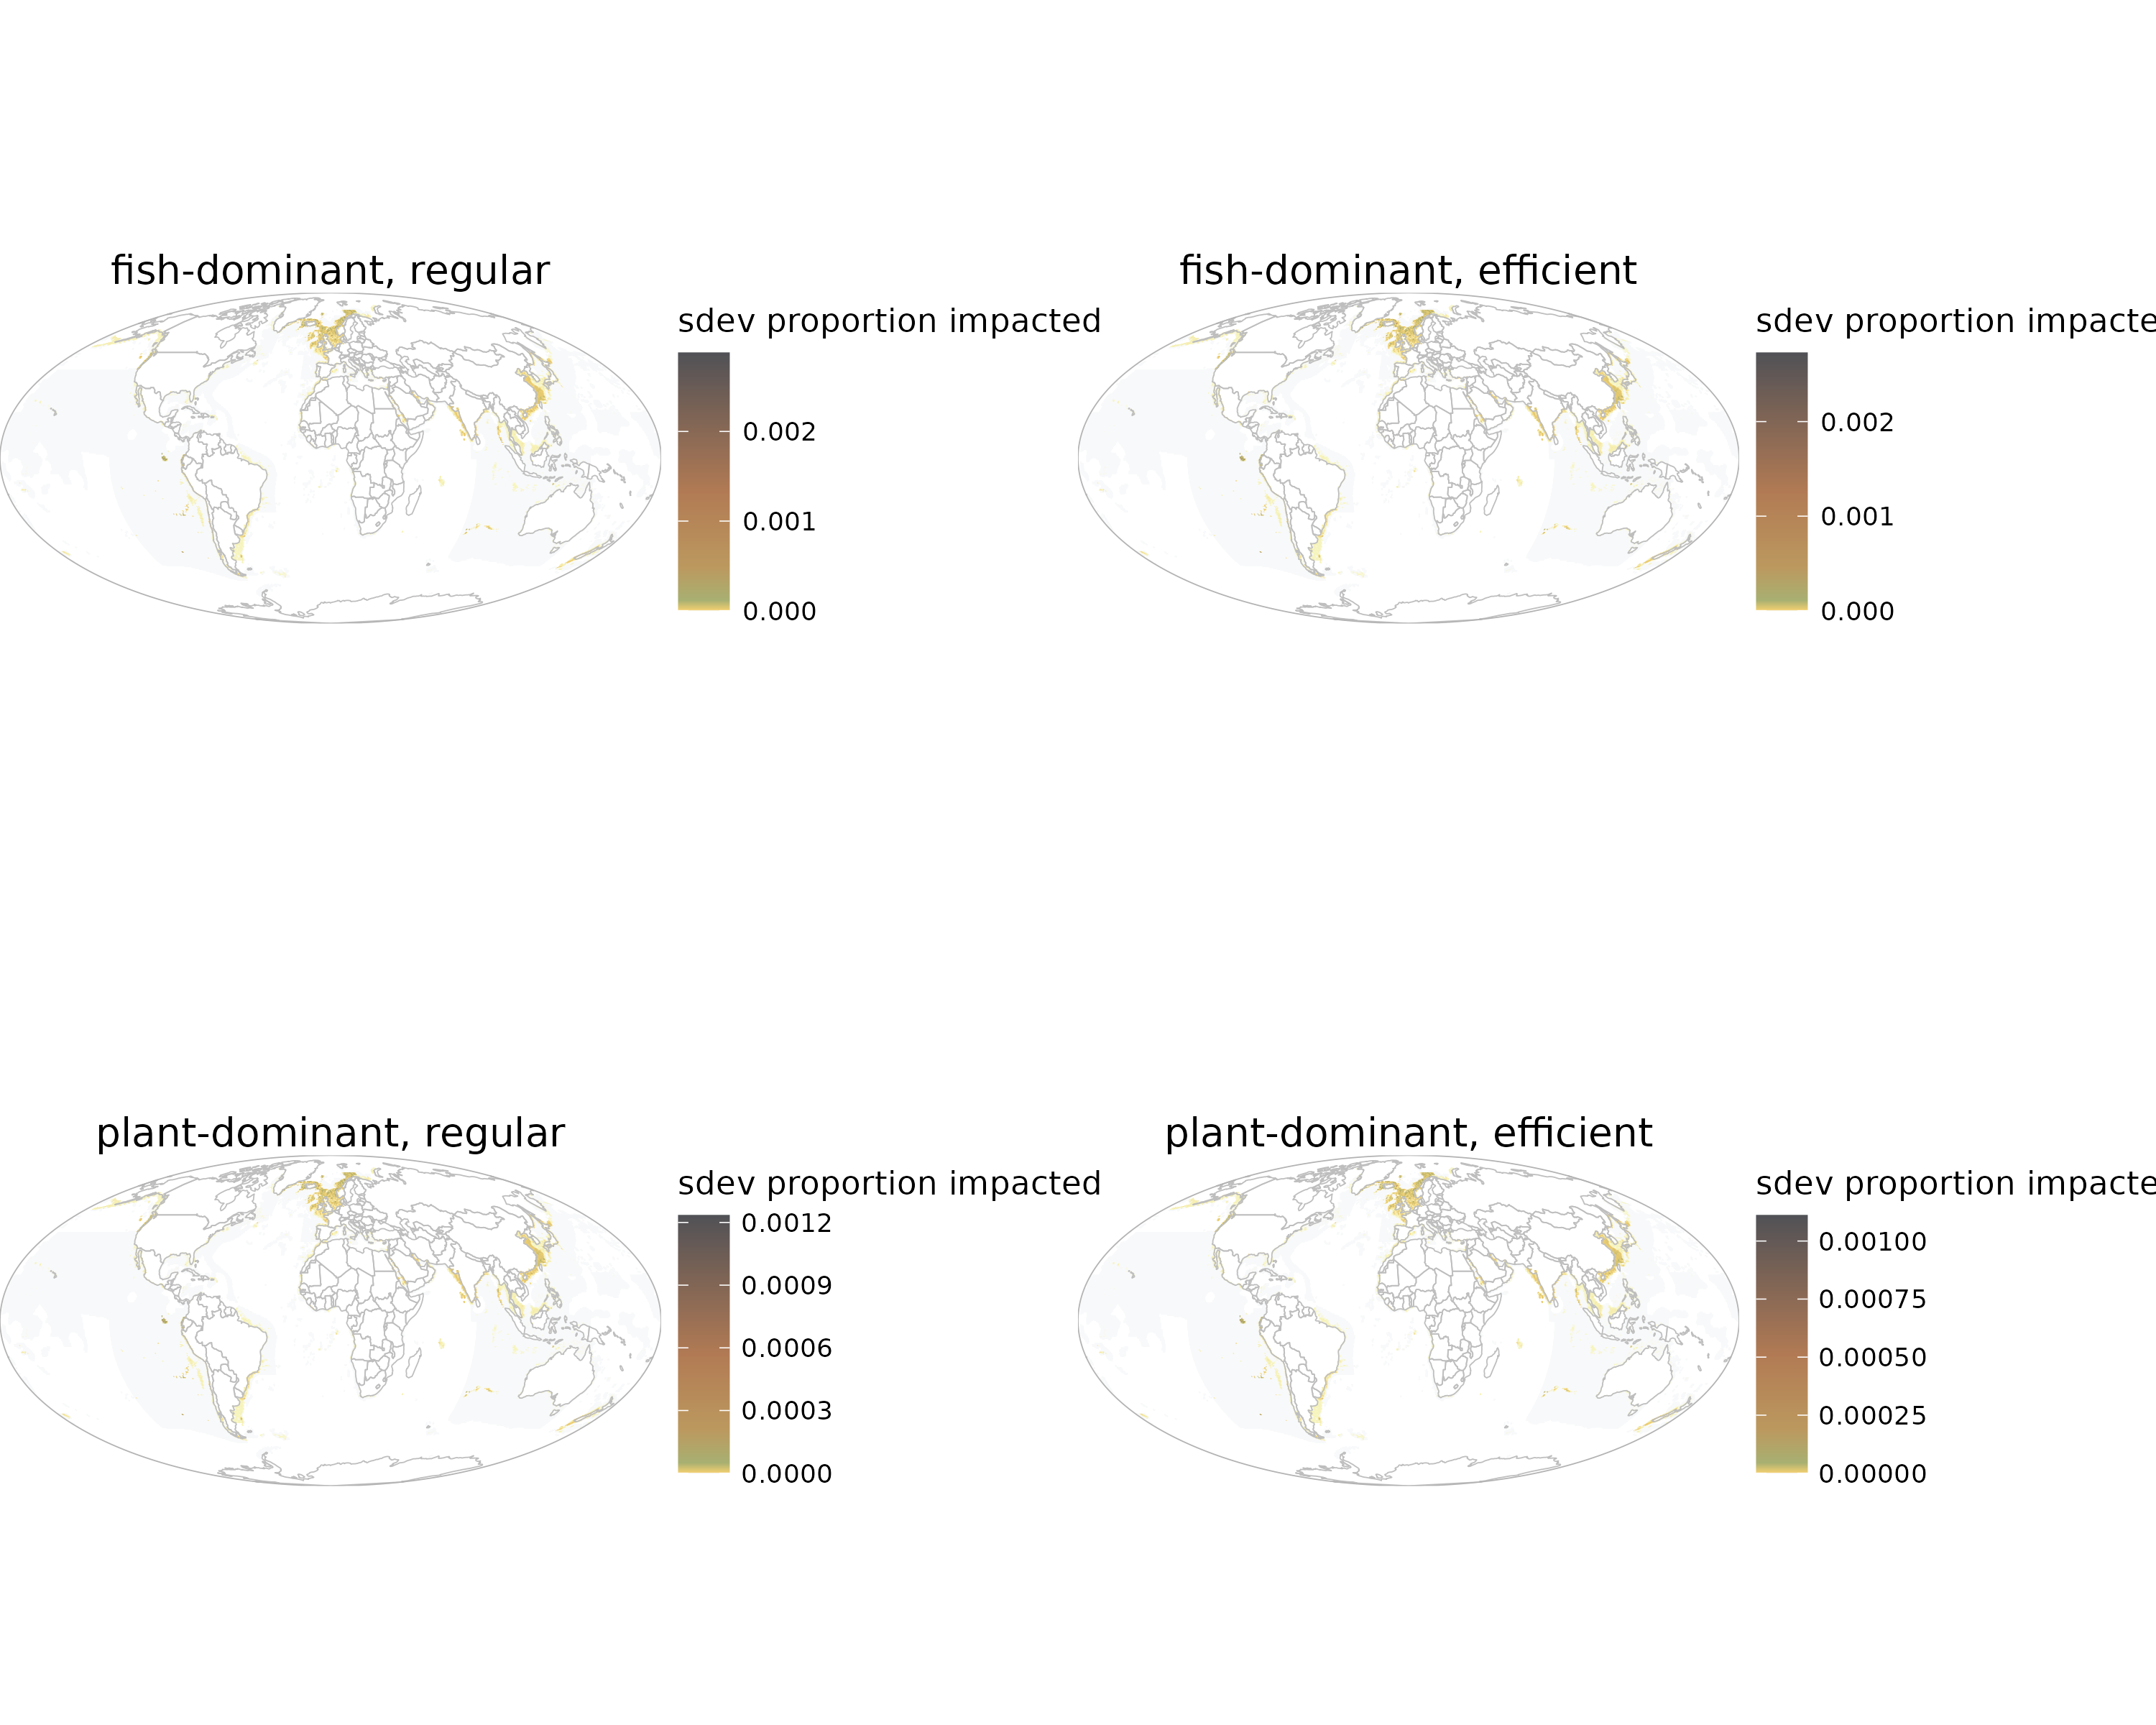 fish-dominant, regular
sdev proportion impacted
0.002
0.001
0.000
fish-dominant, efficient
sdev proportion impacte
0.002
0.001
0.000
plant-dominant, regular
sdev proportion impacted
0.0012
0.0009
0.0006
0.0003
0.0000
plant-dominant, efficient
sdev proportion impacte
0.00100
0.00075
0.00050
0.00025
0.00000